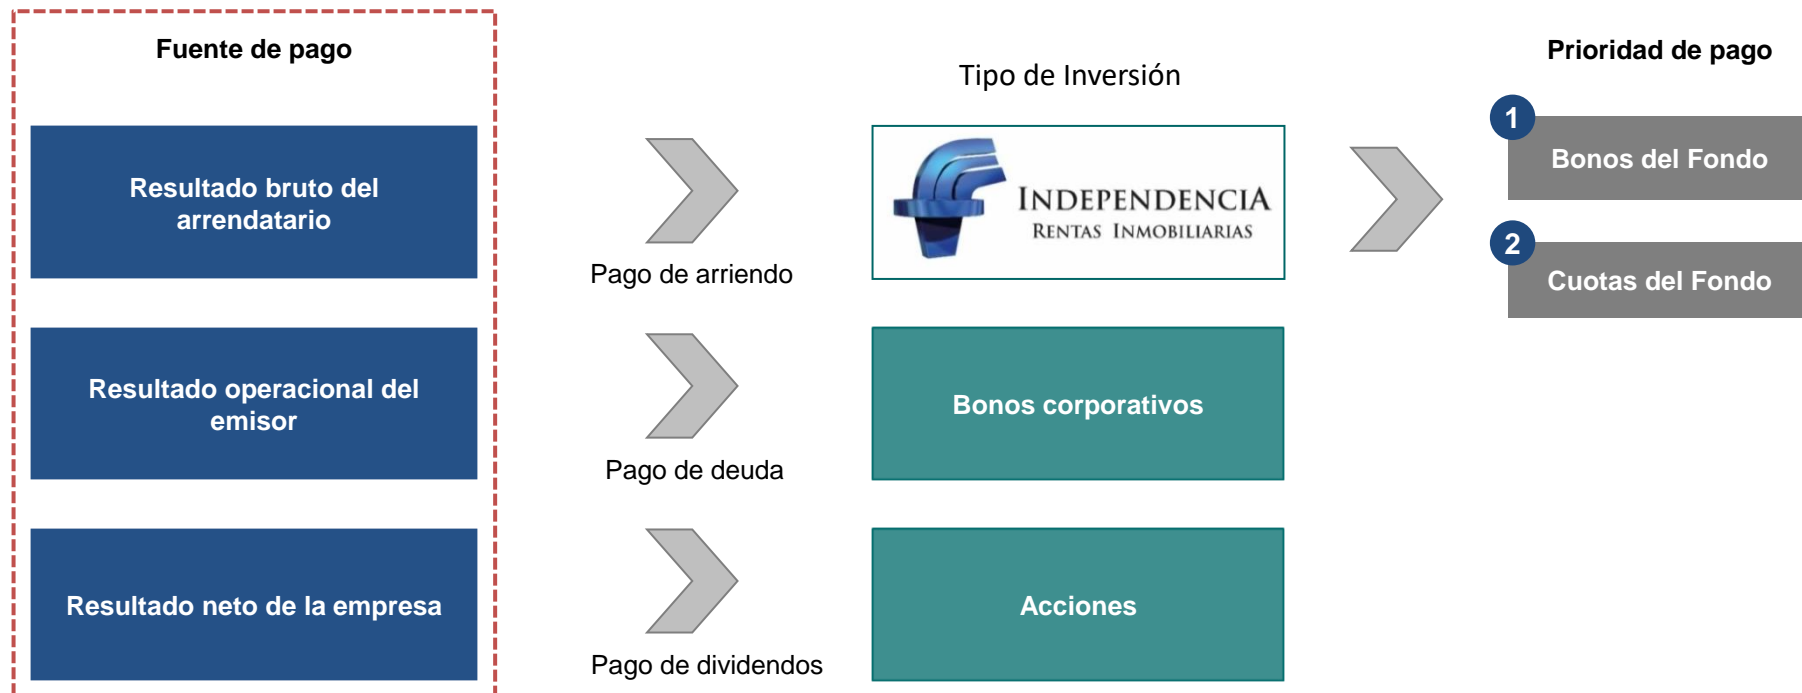 Fuente de pago
Tipo de Inversión
Prioridad de pago
Resultado bruto del
arrendatario
Pago de arriendo
INDEPENDENCIA
RENTAS INMOBILIARIAS
1
Bonos del Fondo
2
Cuotas del Fondo
Resultado operacional del
emisor
Pago de deuda
Bonos corporativos
Resultado neto de la empresa
Pago de dividendos
Acciones